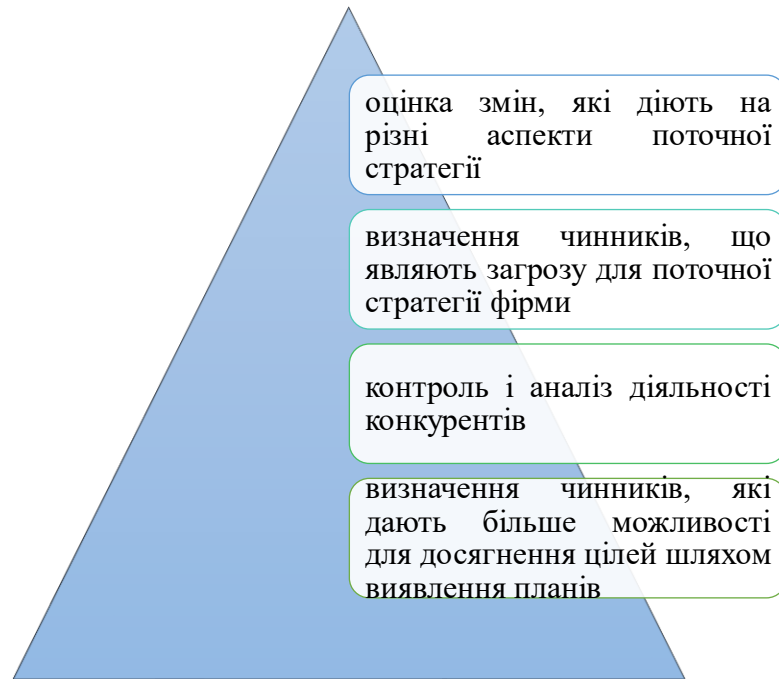 оцінка змін, які діють на
різні аспекти поточної
стратегії
визначення чинників, що
являють загрозу для поточної
стратегії фірми
контроль і аналіз діяльності
конкурентів
визначення чинників, які
дають більше можливості
для досягнення цілей шляхом
виявлення планів